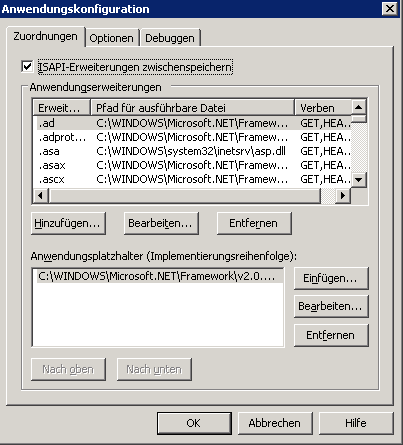 Anwendungskonfiguration
Zuordnungen Optionen Debuggen
ISAPI-Erweiterungen zwischenspeichern
Anwendungserweiterungen
Erweit... Pfad für ausführbare Datei Verben
.ad C:\WINDOWS\Microsoft.NET\Framew... GET,HEA...
.adprot... C:\WINDOWS\Microsoft.NET\Framew... GET,HEA...
.asa C:\WINDOWS\system32\inetsrv\asp.dll GET,HEA...
.asax C:\WINDOWS\Microsoft.NET\Framew... GET,HEA...
.ascx C:\WINDOWS\Microsoft.NET\Framew... GET,HEA...
Hinzufügen... Bearbeiten... Entfernen
Anwendungsplatzhalter (Implementierungsreihenfolge):
C:\WINDOWS\Microsoft.NET\Framework\v2.0....
Einfügen...
Bearbeiten...
Entfernen
Nach oben Nach unten
OK Abbrechen Hilfe